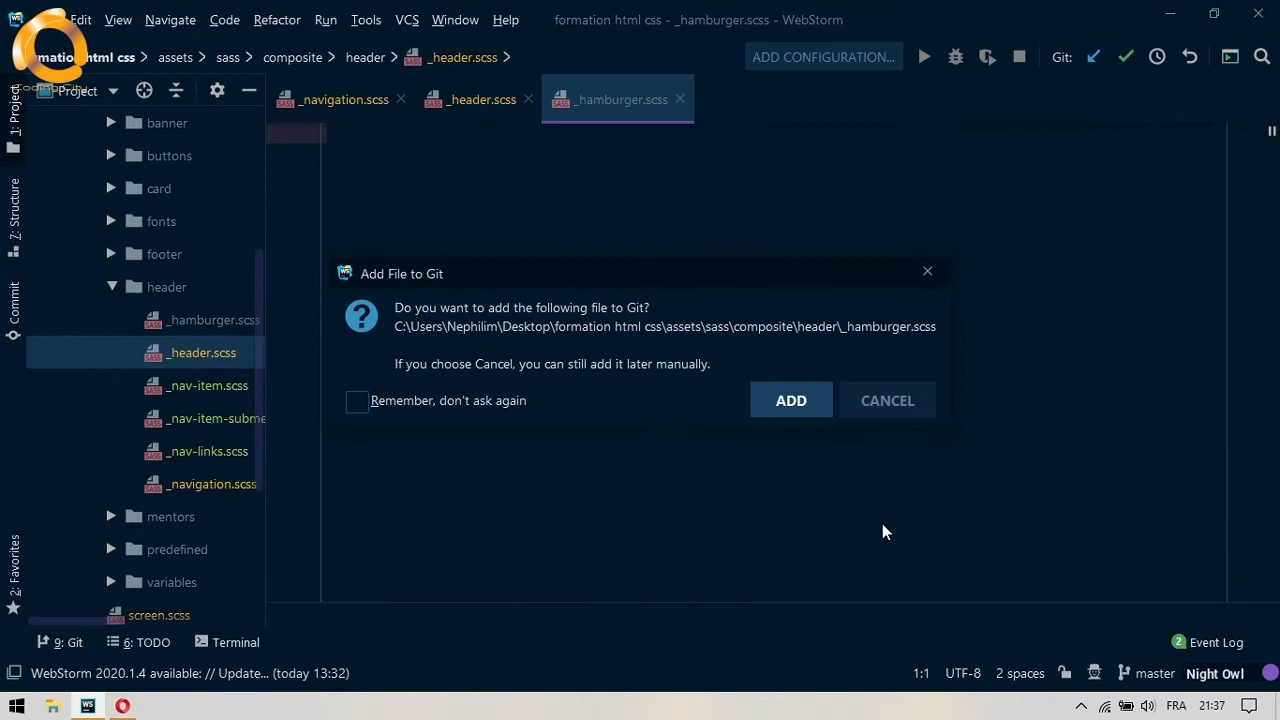 Edit View Navigate Code Refactor Run Tools VCS Window Help formation html css - _hamburger.scss - WebStorm
html css assets sass composite header _header.scss ADD CONFIGURATION... Git:
Project _navigation.scss _header.scss _hamburger.scss
1: Project
7: Structure
Commit
2: Favorites
banner
buttons
card
fonts
footer
header
_hamburger.scss
_header.scss
_nav-item.scss
_nav-item-subme
_nav-links.scss
_navigation.scss
mentors
predefined
variables
screen.scss
Add File to Git
Do you want to add the following file to Git?
C:\Users\Nephilim\Desktop\formation html css\assets\sass\composite\header\_hamburger.scss
If you choose Cancel, you can still add it later manually.
Remember, don't ask again ADD CANCEL
9: Git 6: TODO Terminal 2 Event Log
WebStorm 2020.1.4 available: // Update... (today 13:32) 1:1 UTF-8 2 spaces master Night Owl
WS FRA 21:37